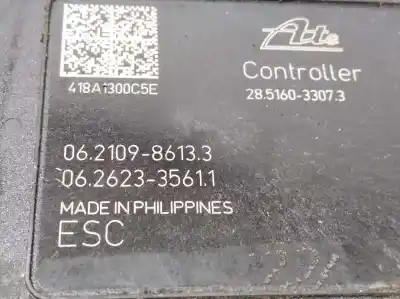 Ate
418A1300C5E
Controller
28.5160-3307.3
06.2109-8613.3
06.2623-3561.1
MADE IN PHILIPPINES
ESC